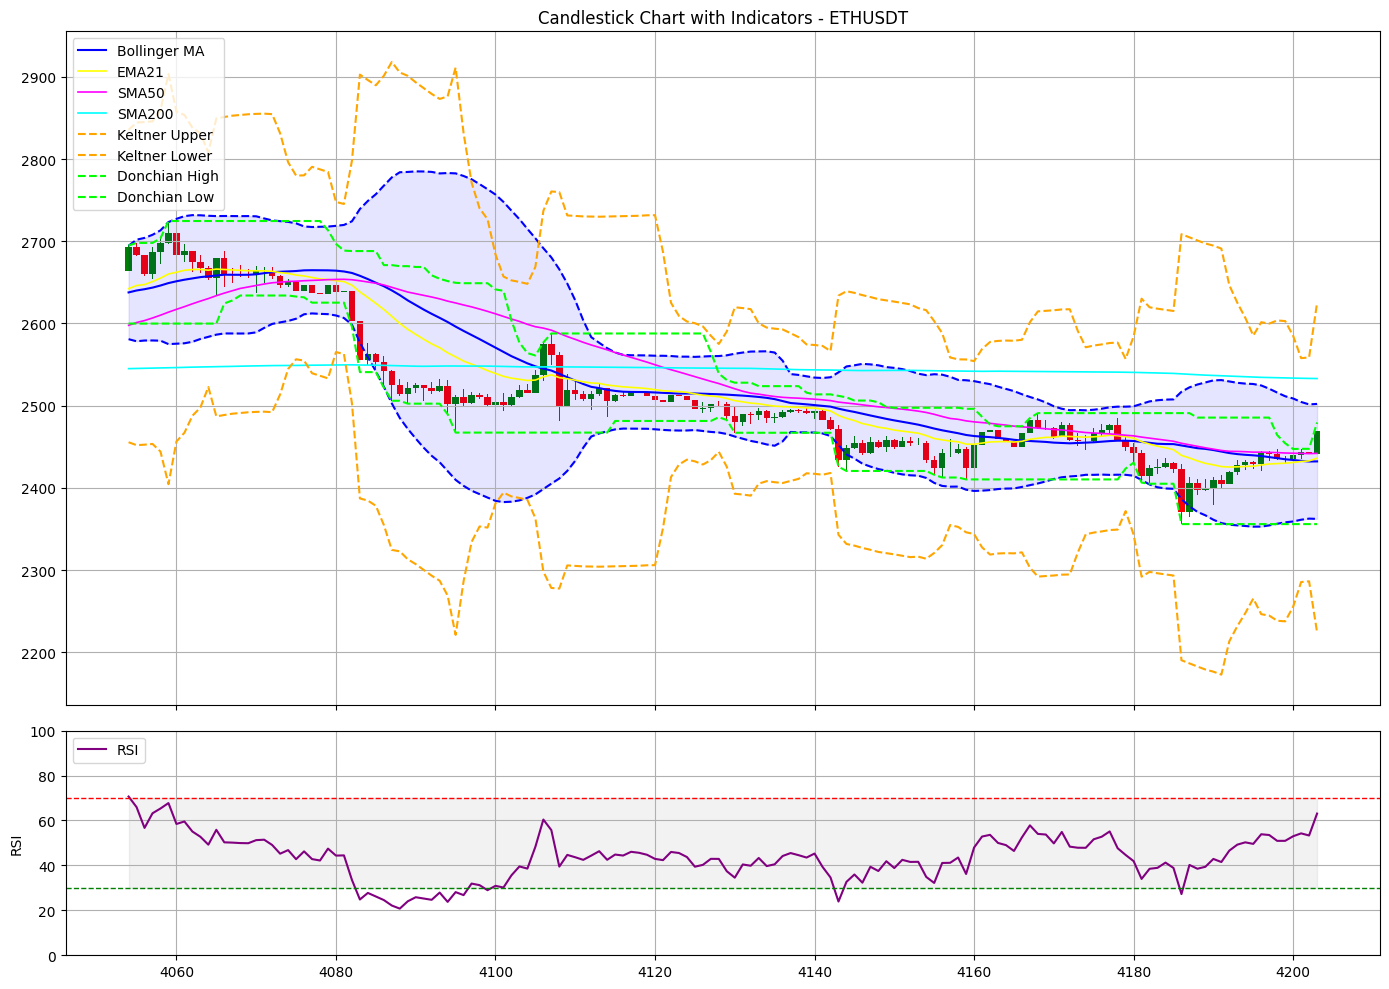 Candlestick Chart with Indicators - ETHUSDT
Bollinger MA
EMA21
SMA50
SMA200
Keltner Upper
Keltner Lower
Donchian High
Donchian Low
2900
2800
2700
2600
2500
2400
2300
2200
RSI
100
80
60
40
20
0
RSI
4060
4080
4100
4120
4140
4160
4180
4200